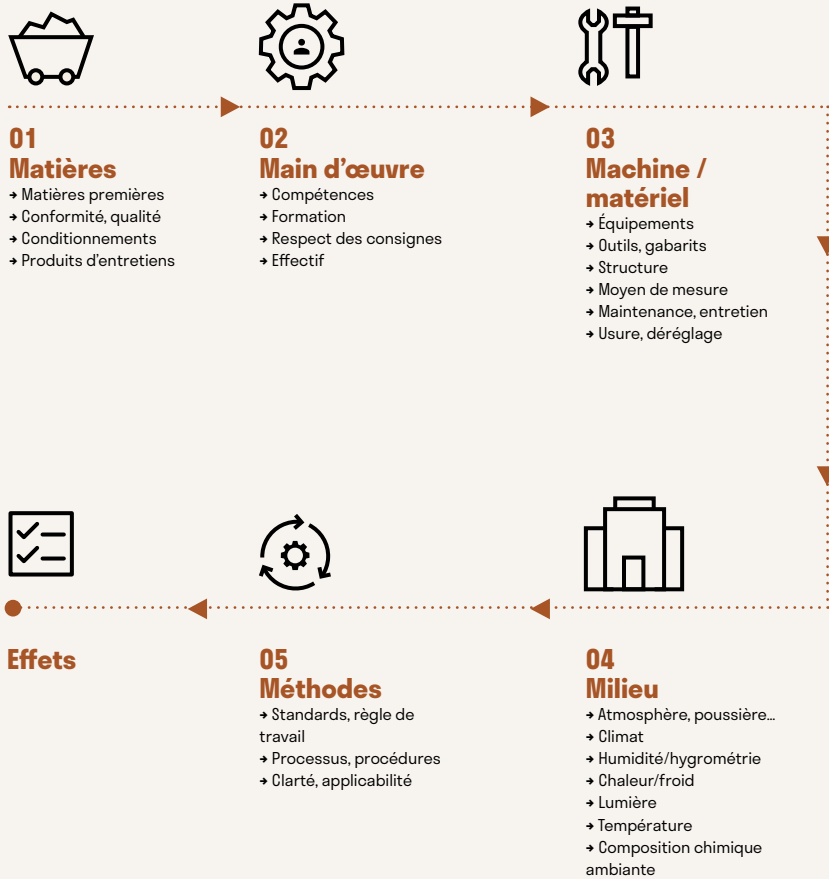 01
Matières
→ Matières premières
→ Conformité, qualité
→ Conditionnements
→ Produits d'entretiens
02
Main d'œuvre
→ Compétences
→ Formation
→ Respect des consignes
→ Effectif
03
Machine /
matériel
→ Équipements
→ Outils, gabarits
→ Structure
→ Moyen de mesure
→ Maintenance, entretien
→ Usure, déréglage
04
Milieu
→ Atmosphère, poussière...
→ Climat
→ Humidité/hygrométrie
→ Chaleur/froid
→ Lumière
→ Température
→ Composition chimique
ambiante
05
Méthodes
→ Standards, règle de
travail
→ Processus, procédures
→ Clarté, applicabilité
Effets